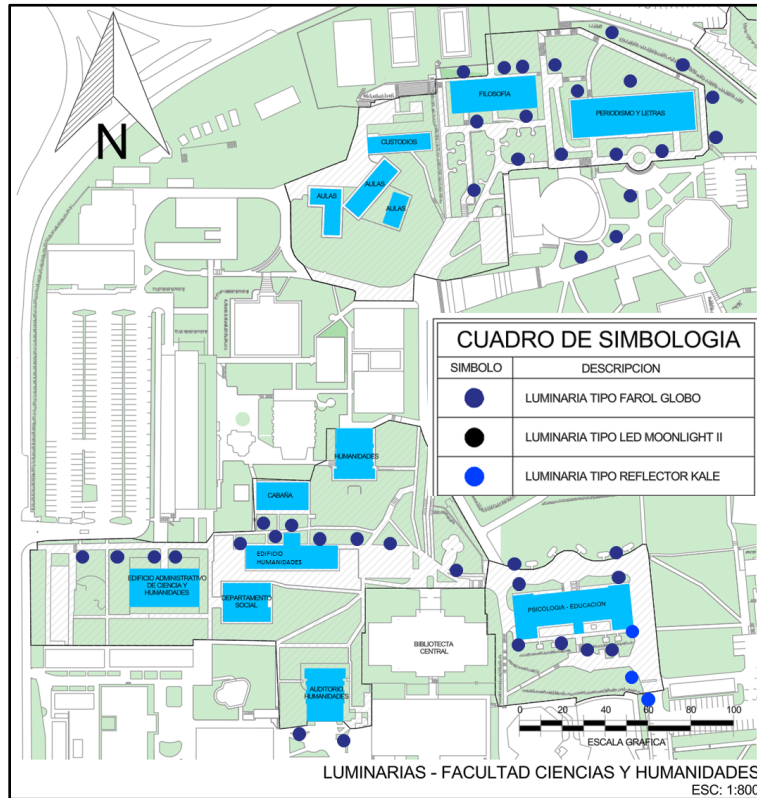 N
FILOSOFÍA
PERIODISMO Y LETRAS
CUSTODIOS
AULAS
AULAS
AULAS
CUADRO DE SIMBOLOGIA
SIMBOLO DESCRIPCION
LUMINARIA TIPO FAROL GLOBO
LUMINARIA TIPO LED MOONLIGHT II
LUMINARIA TIPO REFLECTOR KALE
HUMANIDADES
CABAÑA
EDIFICIO
HUMANIDADES
EDIFICIO ADMINISTRATIVO
DE CIENCIA Y
HUMANIDADES
DEPARTAMENTO
SOCIAL
PSICOLOGIA - EDUCACION
BIBLIOTECTA
CENTRAL
AUDITORIO
HUMANIDADES
0 20 40 60 80 100
ESCALA GRAFICA
LUMINARIAS - FACULTAD CIENCIAS Y HUMANIDADES
ESC: 1:800